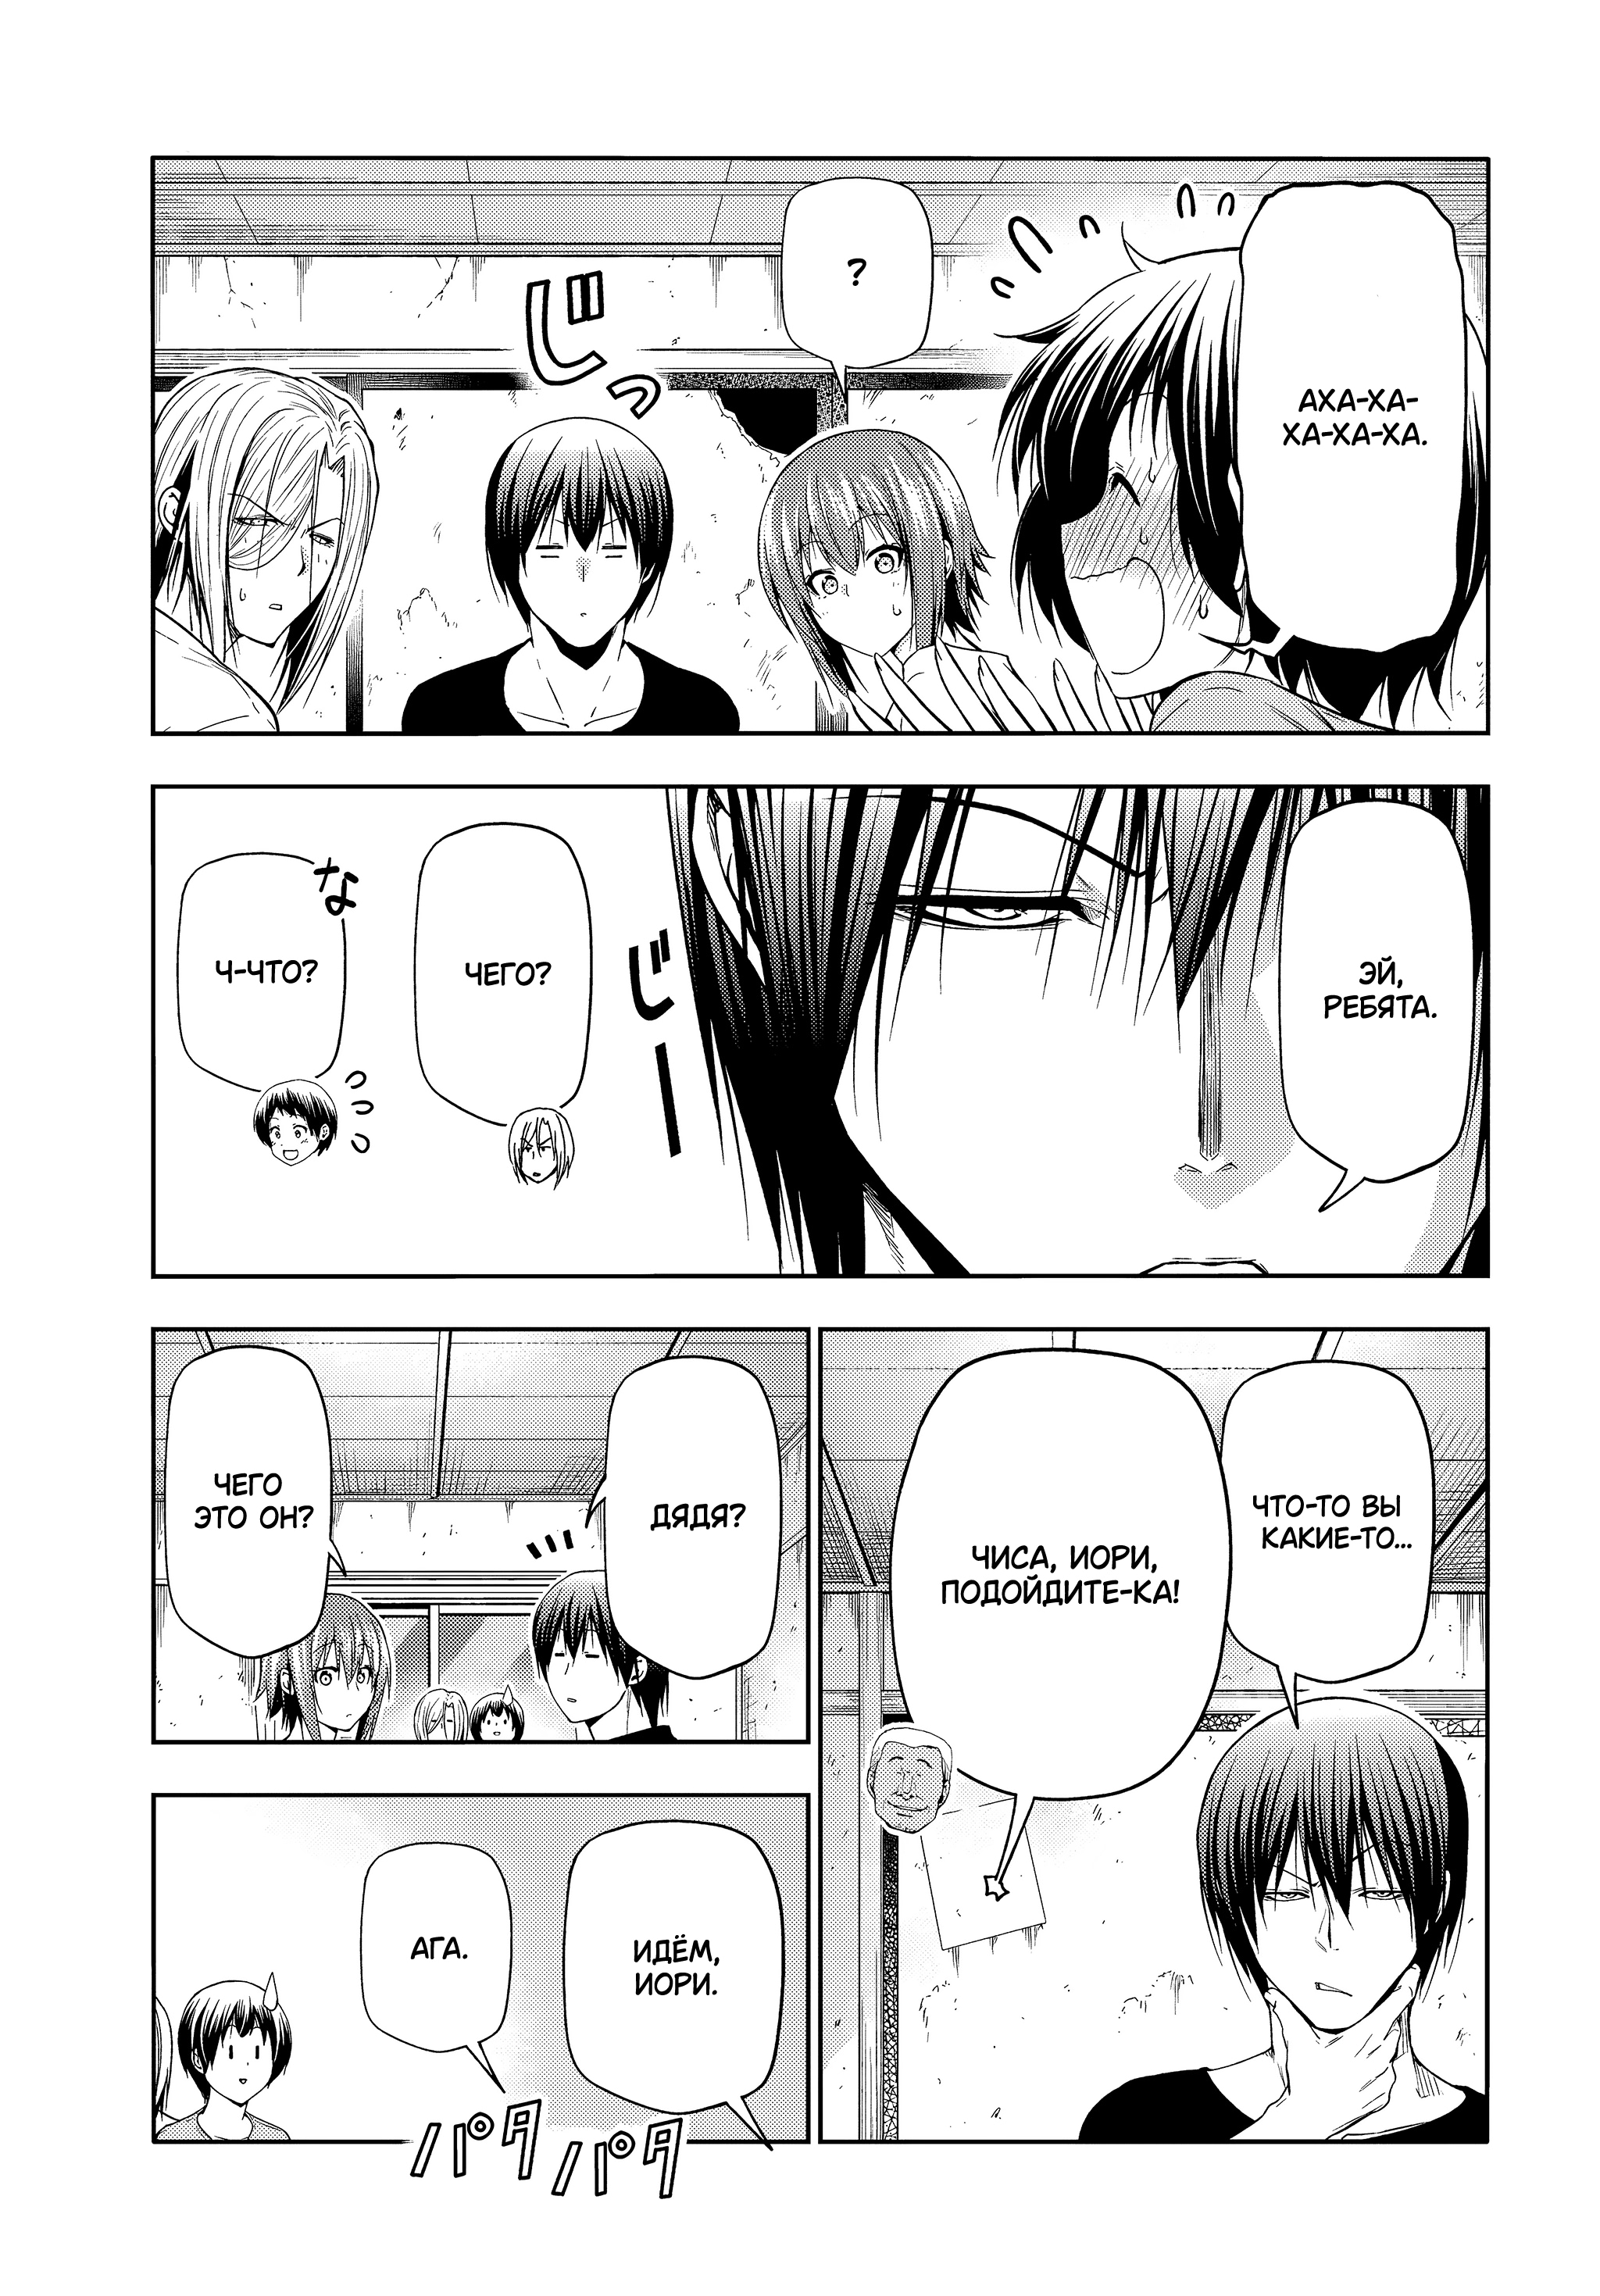 АХА-ХА-
ХА-ХА-ХА.
?
じっ
ЭЙ,
РЕБЯТА.
じー
ЧЕГО?
な
Ч-ЧТО?
ЧТО-ТО ВЫ
КАКИЕ-ТО...
ЧИСА, ИОРИ,
ПОДОЙДИТЕ-КА!
ДЯДЯ?
ЧЕГО
ЭТО ОН?
ИДЁМ,
ИОРИ.
АГА.
パタ
パタ